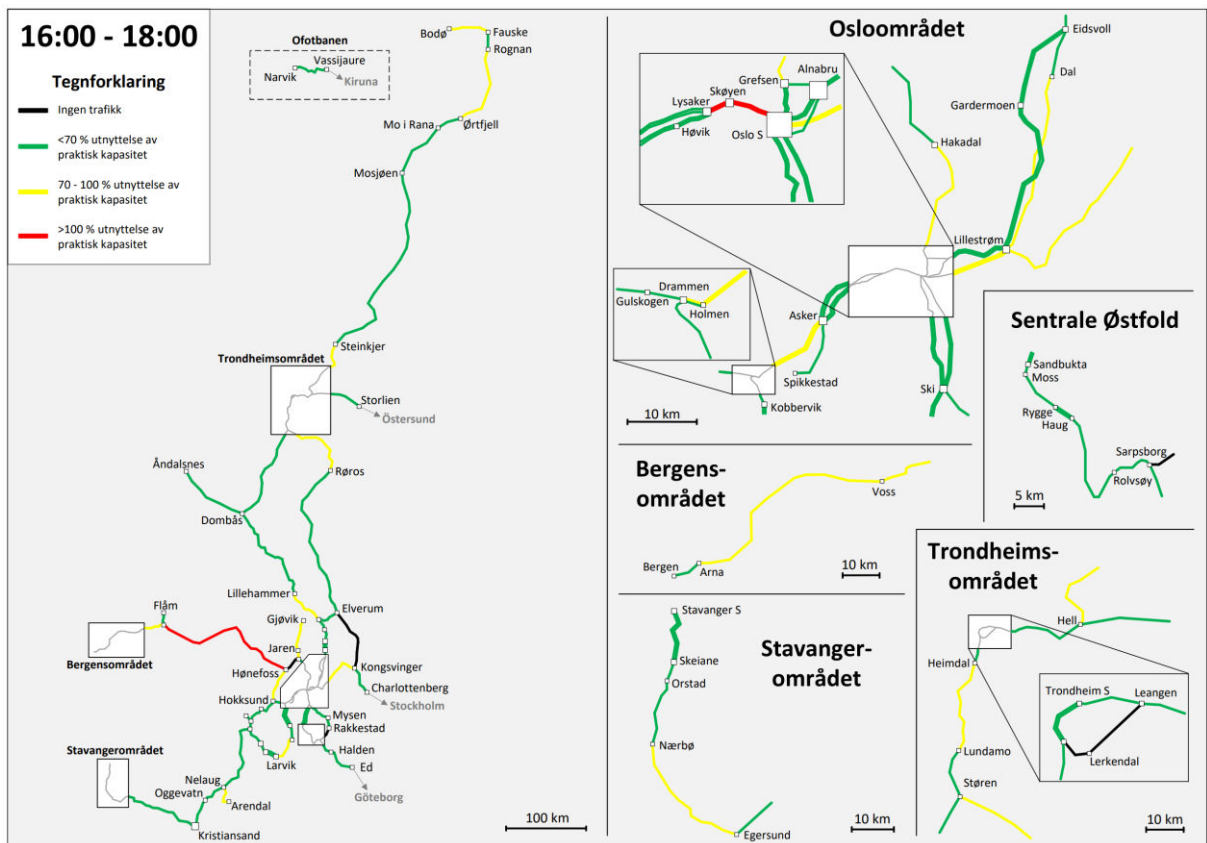 16:00 - 18:00
Tegnforklaring
Ingen trafikk
<70 % utnyttelse av
praktisk kapasitet
70 - 100 % utnyttelse av
praktisk kapasitet
>100 % utnyttelse av
praktisk kapasitet
Ofotbanen
Vassijaure
Narvik
Kiruna
Bodø
Fauske
Rognan
Mo i Rana
Ørtfjell
Mosjøen
Steinkjer
Trondheimsområdet
Storlien
Östersund
Åndalsnes
Røros
Dombås
Lillehammer
Elverum
Flåm
Gjøvik
Bergensområdet
Jaren
Hønefoss
Kongsvinger
Charlottenberg
Stockholm
Hokksund
Mysen
Rakkestad
Stavangerområdet
Halden
Larvik
Ed
Nelaug
Oggevatn
Arendal
Göteborg
Kristiansand
100 km
Osloområdet
Eidsvoll
Dal
Alnabru
Grefsen
Skøyen
Lysaker
Høvik
Oslo S
Gardermoen
Hakadal
Lillestrøm
Drammen
Gulskogen
Holmen
Asker
Spikkestad
Kobbervik
Ski
10 km
Sentrale Østfold
Sandbukta
Moss
Rygge
Haug
Sarpsborg
Rolvsøy
5 km
Bergens-
området
Voss
Bergen
Arna
10 km
Stavanger S
Stavanger-
området
Skeiane
Orstad
Nærbø
Egersund
10 km
Trondheims-
området
Hell
Heimdal
Trondheim S
Leangen
Lerkendal
Lundamo
Støren
10 km